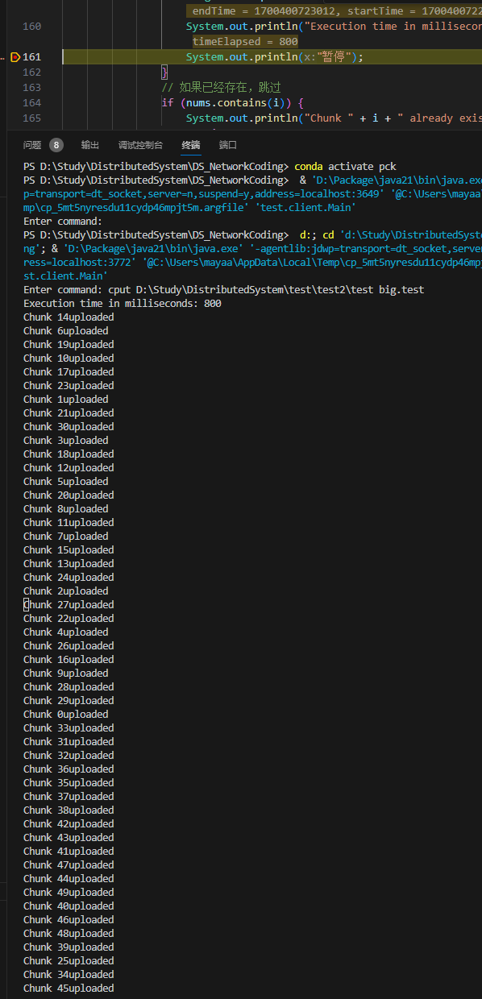 endTime = 1700400723012, startTime = 1700400722
160 System.out.println("Execution time in millisecon
timeElapsed = 800
161 System.out.println(x:"暂停");
162 }
163 // 如果已经存在，跳过
164 if (nums.contains(i)) {
165 System.out.println("Chunk " + i + " already exis
问题 8 输出 调试控制台 终端 端口
PS D:\Study\DistributedSystem\DS_NetworkCoding> conda activate pck
PS D:\Study\DistributedSystem\DS_NetworkCoding> & 'D:\Package\java21\bin\java.exe
p=transport=dt_socket,server=n,suspend=y,address=localhost:3649' '@C:\Users\mayaa
mp\cp_5mt5nyresdu11cydp46mpjt5m.argfile' 'test.client.Main'
Enter command:
PS D:\Study\DistributedSystem\DS_NetworkCoding> d:; cd 'd:\Study\DistributedSyste
ng'; & 'D:\Package\java21\bin\java.exe' '-agentlib:jdwp=transport=dt_socket,server
ress=localhost:3772' '@C:\Users\mayaa\AppData\Local\Temp\cp_5mt5nyresdu11cydp46mpj
st.client.Main'
Enter command: cput D:\Study\DistributedSystem\test\test2\test big.test
Execution time in milliseconds: 800
Chunk 14uploaded
Chunk 6uploaded
Chunk 19uploaded
Chunk 10uploaded
Chunk 17uploaded
Chunk 23uploaded
Chunk 1uploaded
Chunk 21uploaded
Chunk 30uploaded
Chunk 3uploaded
Chunk 18uploaded
Chunk 12uploaded
Chunk 5uploaded
Chunk 20uploaded
Chunk 8uploaded
Chunk 11uploaded
Chunk 7uploaded
Chunk 15uploaded
Chunk 13uploaded
Chunk 24uploaded
Chunk 2uploaded
Chunk 27uploaded
Chunk 22uploaded
Chunk 4uploaded
Chunk 26uploaded
Chunk 16uploaded
Chunk 9uploaded
Chunk 28uploaded
Chunk 29uploaded
Chunk 0uploaded
Chunk 33uploaded
Chunk 31uploaded
Chunk 32uploaded
Chunk 36uploaded
Chunk 35uploaded
Chunk 37uploaded
Chunk 38uploaded
Chunk 42uploaded
Chunk 43uploaded
Chunk 41uploaded
Chunk 47uploaded
Chunk 44uploaded
Chunk 49uploaded
Chunk 40uploaded
Chunk 46uploaded
Chunk 48uploaded
Chunk 39uploaded
Chunk 25uploaded
Chunk 34uploaded
Chunk 45uploaded